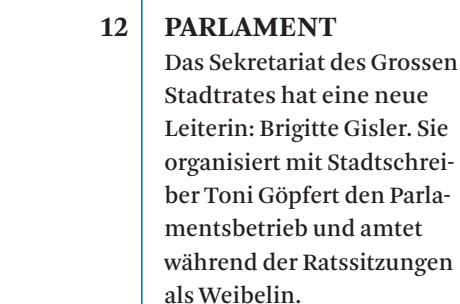 12 PARLAMENT
Das Sekretariat des Grossen
Stadtrates hat eine neue
Leiterin: Brigitte Gisler. Sie
organisiert mit Stadtschrei-
ber Toni Göpfert den Parla-
mentsbetrieb und amtet
während der Ratssitzungen
als Weibelin.